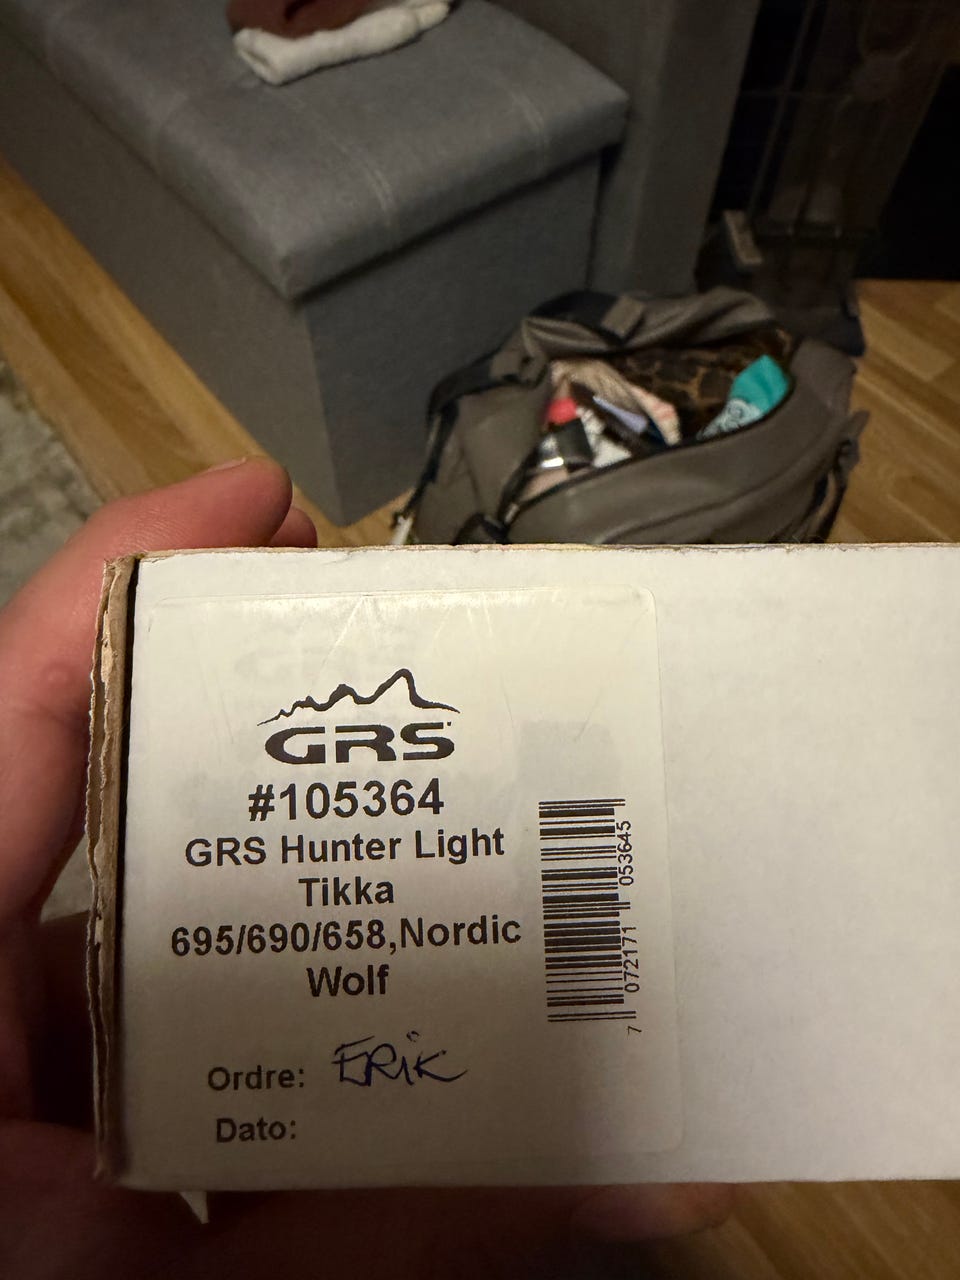 GRS
#105364
GRS Hunter Light
Tikka
695/690/658,Nordic
Wolf
7 072171 053645
Ordre: ERiK
Dato: